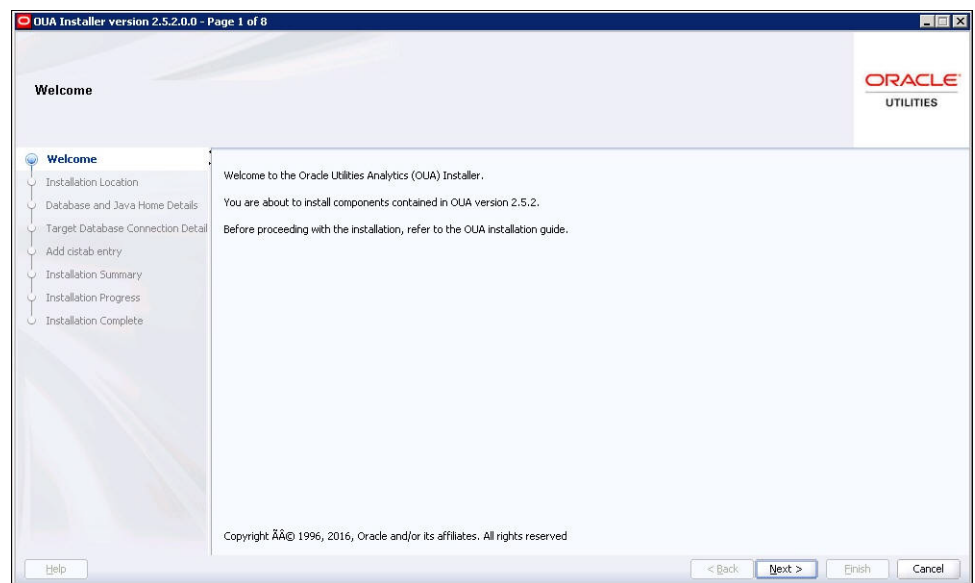 OUA Installer version 2.5.2.0.0 - Page 1 of 8
Welcome
ORACLE
UTILITIES
Welcome
Installation Location
Database and Java Home Details
Target Database Connection Detail
Add cistab entry
Installation Summary
Installation Progress
Installation Complete
Welcome to the Oracle Utilities Analytics (OUA) Installer.
You are about to install components contained in OUA version 2.5.2.
Before proceeding with the installation, refer to the OUA installation guide.
Copyright ÃÂ© 1996, 2016, Oracle and/or its affiliates. All rights reserved
Help
< Back
Next >
Finish
Cancel